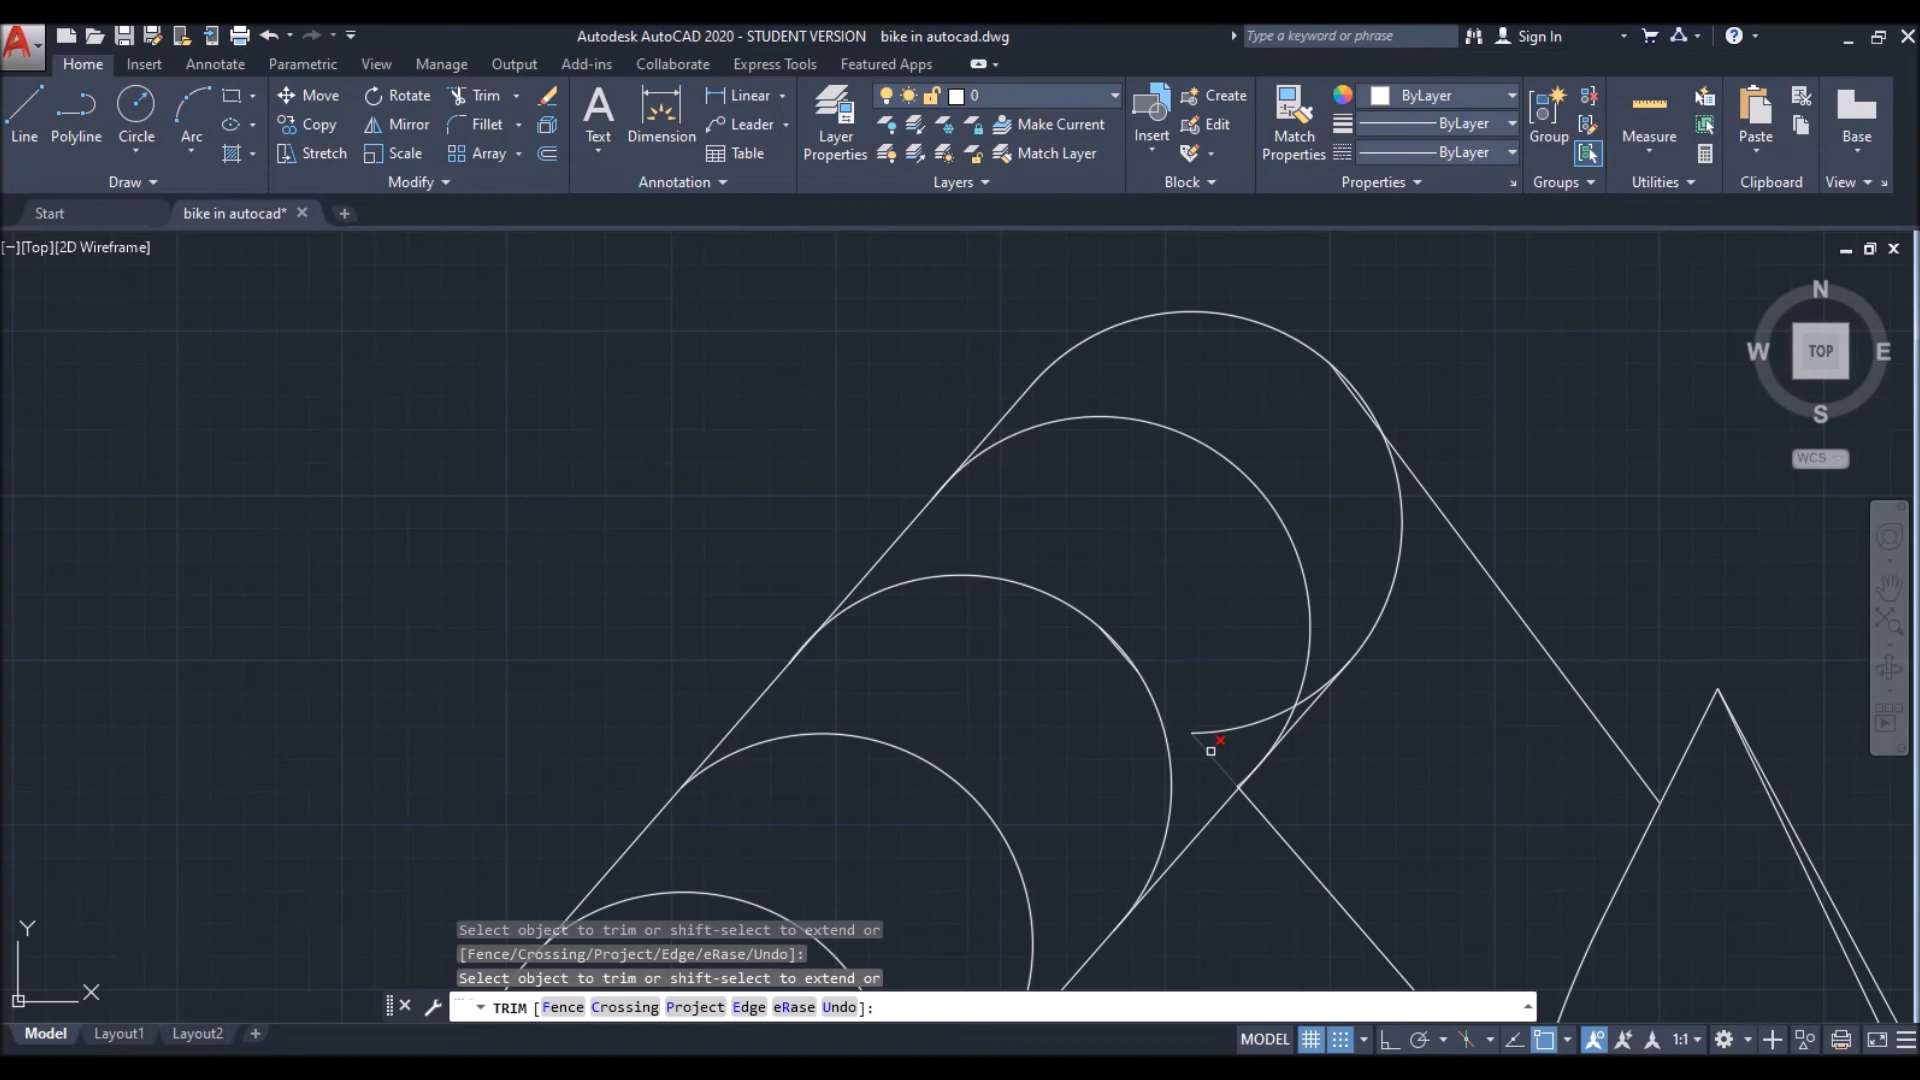 Autodesk AutoCAD 2020 - STUDENT VERSION bike in autocad.dwg
Type a keyword or phrase
Sign In
Home Insert Annotate Parametric View Manage Output Add-ins Collaborate Express Tools Featured Apps
Line
Polyline
Circle
Arc
Draw
Move Rotate Trim
Copy Mirror Fillet
Stretch Scale Array
Modify
Text
Dimension
Linear
Leader
Table
Annotation
Layer
Properties
0
Make Current
Match Layer
Layers
Insert
Create
Edit
Block
Match
Properties
ByLayer
ByLayer
ByLayer
Properties
Group
Groups
Measure
Utilities
Paste
Clipboard
Base
View
Start
bike in autocad*
[−][Top][2D Wireframe]
N
W TOP E
S
WCS
Y
X
Select object to trim or shift-select to extend or
[Fence/Crossing/Project/Edge/eRase/Undo]:
Select object to trim or shift-select to extend or
TRIM [Fence Crossing Project Edge eRase Undo]:
Model Layout1 Layout2
MODEL
1:1